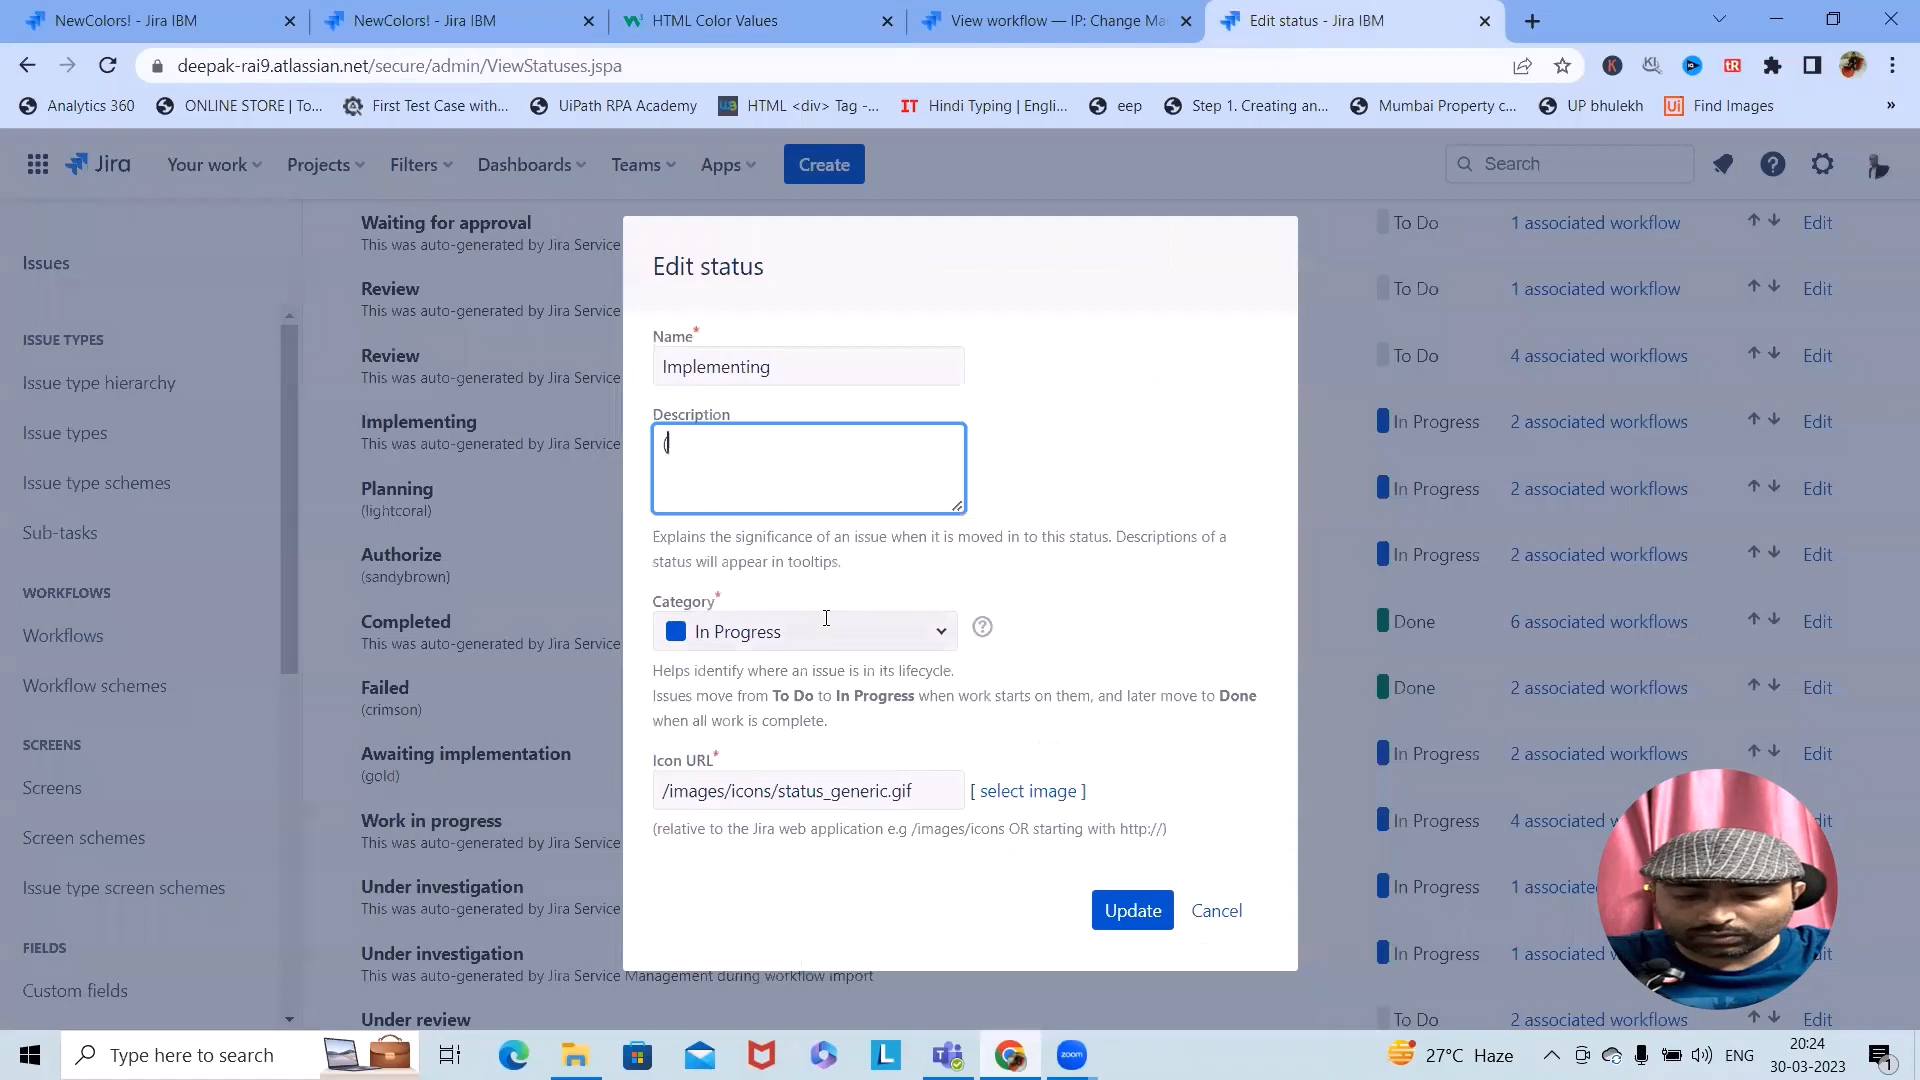 NewColors! - Jira IBM
NewColors! - Jira IBM
HTML Color Values
View workflow — IP: Change Ma
Edit status - Jira IBM
deepak-rai9.atlassian.net/secure/admin/ViewStatuses.jspa
Analytics 360
ONLINE STORE | To...
First Test Case with...
UiPath RPA Academy
HTML <div> Tag -...
Hindi Typing | Engli...
eep
Step 1. Creating an...
Mumbai Property c...
UP bhulekh
Find Images
»
Jira
Your work
Projects
Filters
Dashboards
Teams
Apps
Create
Search
Issues
ISSUE TYPES
Issue type hierarchy
Issue types
Issue type schemes
Sub-tasks
WORKFLOWS
Workflows
Workflow schemes
SCREENS
Screens
Screen schemes
Issue type screen schemes
FIELDS
Custom fields
Waiting for approval
This was auto-generated by Jira Service
To Do
1 associated workflow
Edit
Review
This was auto-generated by Jira Service
To Do
1 associated workflow
Edit
Review
This was auto-generated by Jira Service
To Do
4 associated workflows
Edit
Implementing
This was auto-generated by Jira Service
In Progress
2 associated workflows
Edit
Planning
(lightcoral)
In Progress
2 associated workflows
Edit
Authorize
(sandybrown)
In Progress
2 associated workflows
Edit
Completed
This was auto-generated by Jira Service
Done
6 associated workflows
Edit
Failed
(crimson)
Done
2 associated workflows
Edit
Awaiting implementation
(gold)
In Progress
2 associated workflows
Edit
Work in progress
This was auto-generated by Jira Service
In Progress
4 associated workflows
Edit
Under investigation
This was auto-generated by Jira Service
In Progress
1 associate
Under investigation
This was auto-generated by Jira Service Management during workflow import
In Progress
1 associated
Under review
To Do
2 associated workflows
Edit
Edit status
Name*
Implementing
Description
(
Explains the significance of an issue when it is moved in to this status. Descriptions of a
status will appear in tooltips.
Category*
In Progress
Helps identify where an issue is in its lifecycle.
Issues move from To Do to In Progress when work starts on them, and later move to Done
when all work is complete.
Icon URL*
/images/icons/status_generic.gif
[ select image ]
(relative to the Jira web application e.g /images/icons OR starting with http://)
Update
Cancel
Type here to search
27°C Haze
ENG
20:24
30-03-2023
1